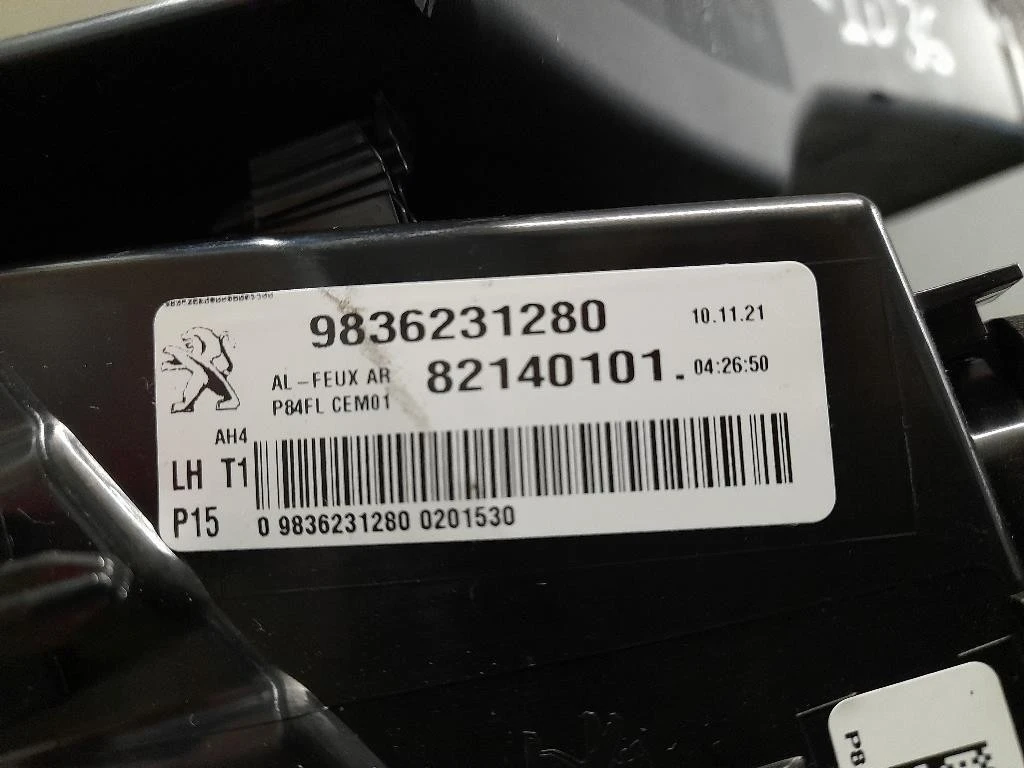 9836231280 10.11.21
AL-FEUX AR 82140101. 04:26:50
P84FL CEM01
AH4
LH T1
P15 0 9836231280 0201530
P8